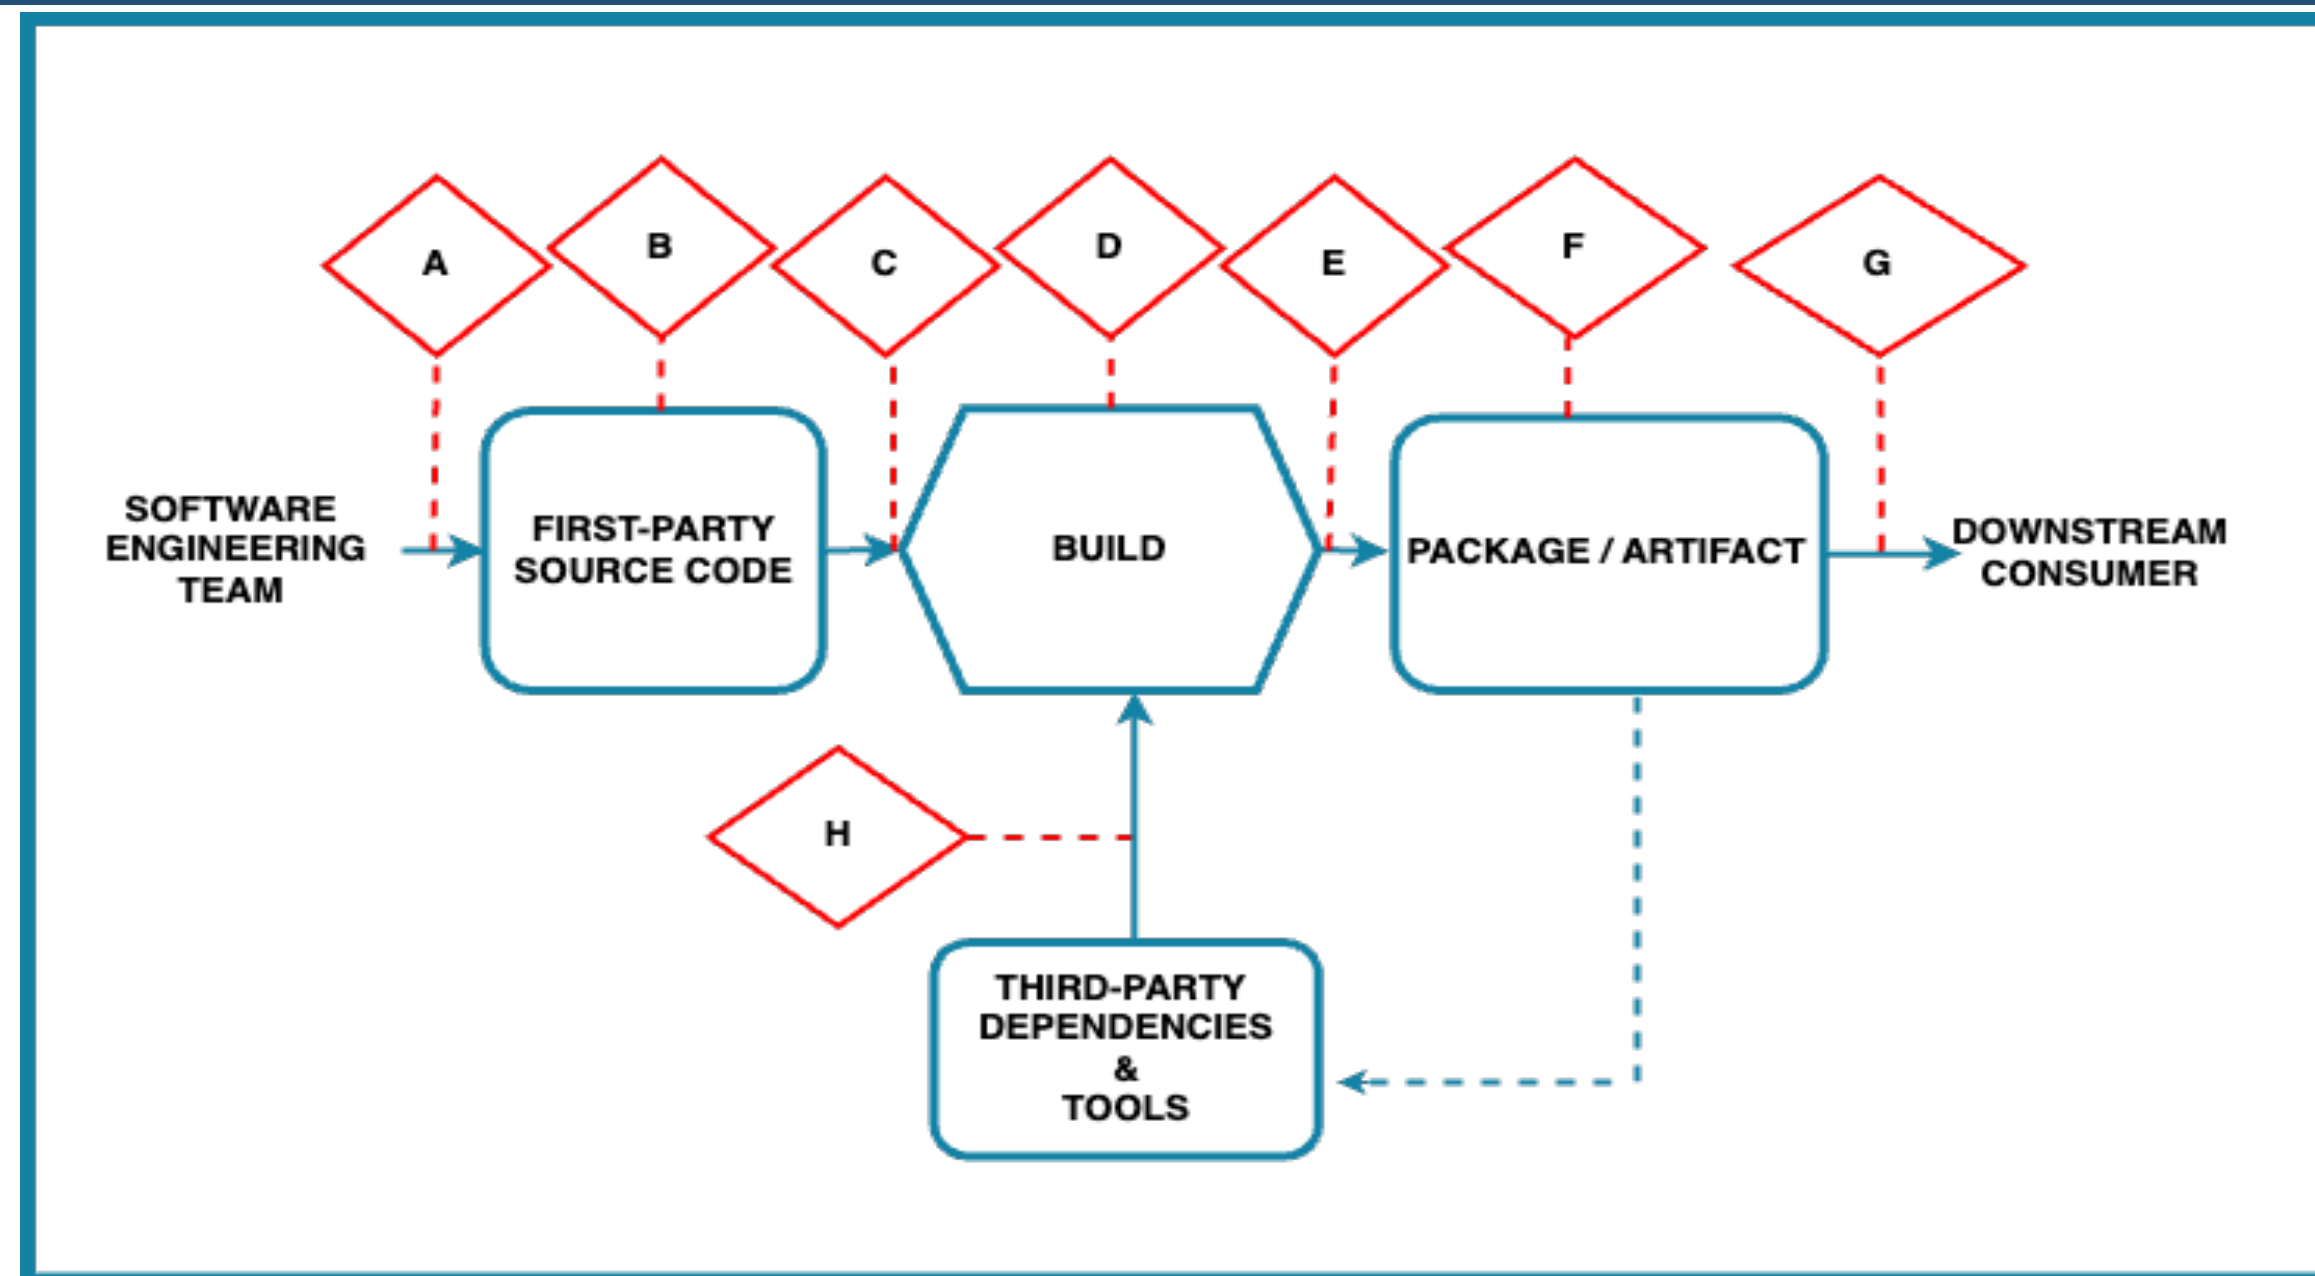 A
B
C
D
E
F
G
SOFTWARE
ENGINEERING
TEAM
FIRST-PARTY
SOURCE CODE
BUILD
PACKAGE / ARTIFACT
DOWNSTREAM
CONSUMER
H
THIRD-PARTY
DEPENDENCIES
&
TOOLS